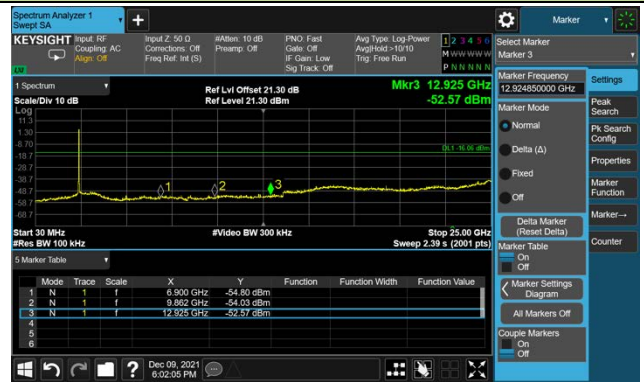 Spectrum Analyzer 1
Swept SA
Marker
KEYSIGHT
Input: RF
Coupling: AC
Align: Off
Input Z: 50 Ω
Corrections: Off
Freq Ref: Int (S)
#Atten: 10 dB
Preamp: Off
PNO: Fast
Gate: Off
IF Gain: Low
Sig Track: Off
Avg Type: Log-Power
Avg|Hold:>10/10
Trig: Free Run
1 2 3 4 5 6
M W W W W W
P N N N N N
Select Marker
Marker 3
1 Spectrum
Scale/Div 10 dB
Ref Lvl Offset 21.30 dB
Ref Level 21.30 dBm
Mkr3 12.925 GHz
-52.57 dBm
Log
11.3
1.30
-8.70
-18.7
-28.7
-38.7
-48.7
-58.7
-68.7
DL1 -16.06 dBm
1
2
3
Start 30 MHz
#Res BW 100 kHz
#Video BW 300 kHz
Stop 25.00 GHz
Sweep 2.39 s (2001 pts)
5 Marker Table
Mode Trace Scale X Y Function Function Width Function Value
1 N 1 f 6.900 GHz -54.80 dBm
2 N 1 f 9.862 GHz -54.03 dBm
3 N 1 f 12.925 GHz -52.57 dBm
4
5
6
Marker Frequency
12.924850000 GHz
Marker Mode
Normal
Delta (Δ)
Fixed
Off
Delta Marker
(Reset Delta)
Marker Table
On
Off
Marker Settings
Diagram
All Markers Off
Couple Markers
On
Off
Settings
Peak
Search
Pk Search
Config
Properties
Marker
Function
Marker→
Counter
?
Dec 09, 2021
6:02:05 PM